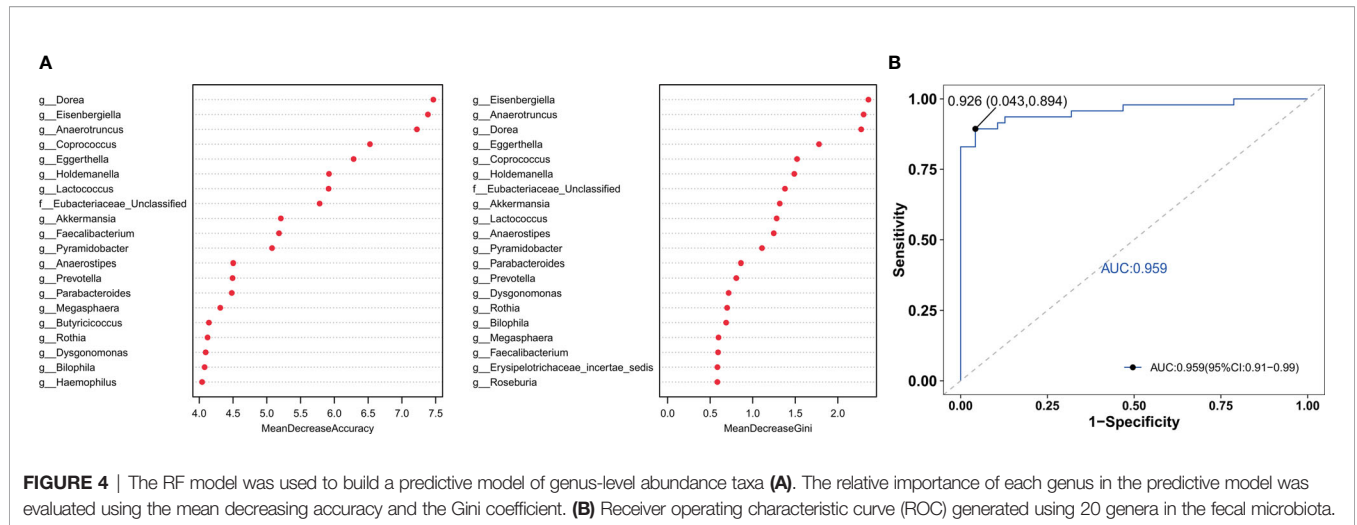 A
g__Dorea
g__Eisenbergiella
g__Anaerotruncus
g__Coprococcus
g__Eggerthella
g__Holdemanella
g__Lactococcus
f__Eubacteriaceae_Unclassified
g__Akkermansia
g__Faecalibacterium
g__Pyramidobacter
g__Anaerostipes
g__Prevotella
g__Parabacteroides
g__Megasphaera
g__Butyricicoccus
g__Rothia
g__Dysgonomonas
g__Bilophila
g__Haemophilus
4.0 4.5 5.0 5.5 6.0 6.5 7.0 7.5
MeanDecreaseAccuracy
g__Eisenbergiella
g__Anaerotruncus
g__Dorea
g__Eggerthella
g__Coprococcus
g__Holdemanella
f__Eubacteriaceae_Unclassified
g__Akkermansia
g__Lactococcus
g__Anaerostipes
g__Pyramidobacter
g__Parabacteroides
g__Prevotella
g__Dysgonomonas
g__Rothia
g__Bilophila
g__Megasphaera
g__Faecalibacterium
g__Erysipelotrichaceae_incertae_sedis
g__Roseburia
0.0 0.5 1.0 1.5 2.0
MeanDecreaseGini
B
1.00
0.75
0.50
0.25
0.00
Sensitivity
0.926 (0.043,0.894)
AUC:0.959
AUC:0.959(95%CI:0.91−0.99)
0.00 0.25 0.50 0.75 1.00
1−Specificity
FIGURE 4 | The RF model was used to build a predictive model of genus-level abundance taxa (A). The relative importance of each genus in the predictive model was
evaluated using the mean decreasing accuracy and the Gini coefficient. (B) Receiver operating characteristic curve (ROC) generated using 20 genera in the fecal microbiota.